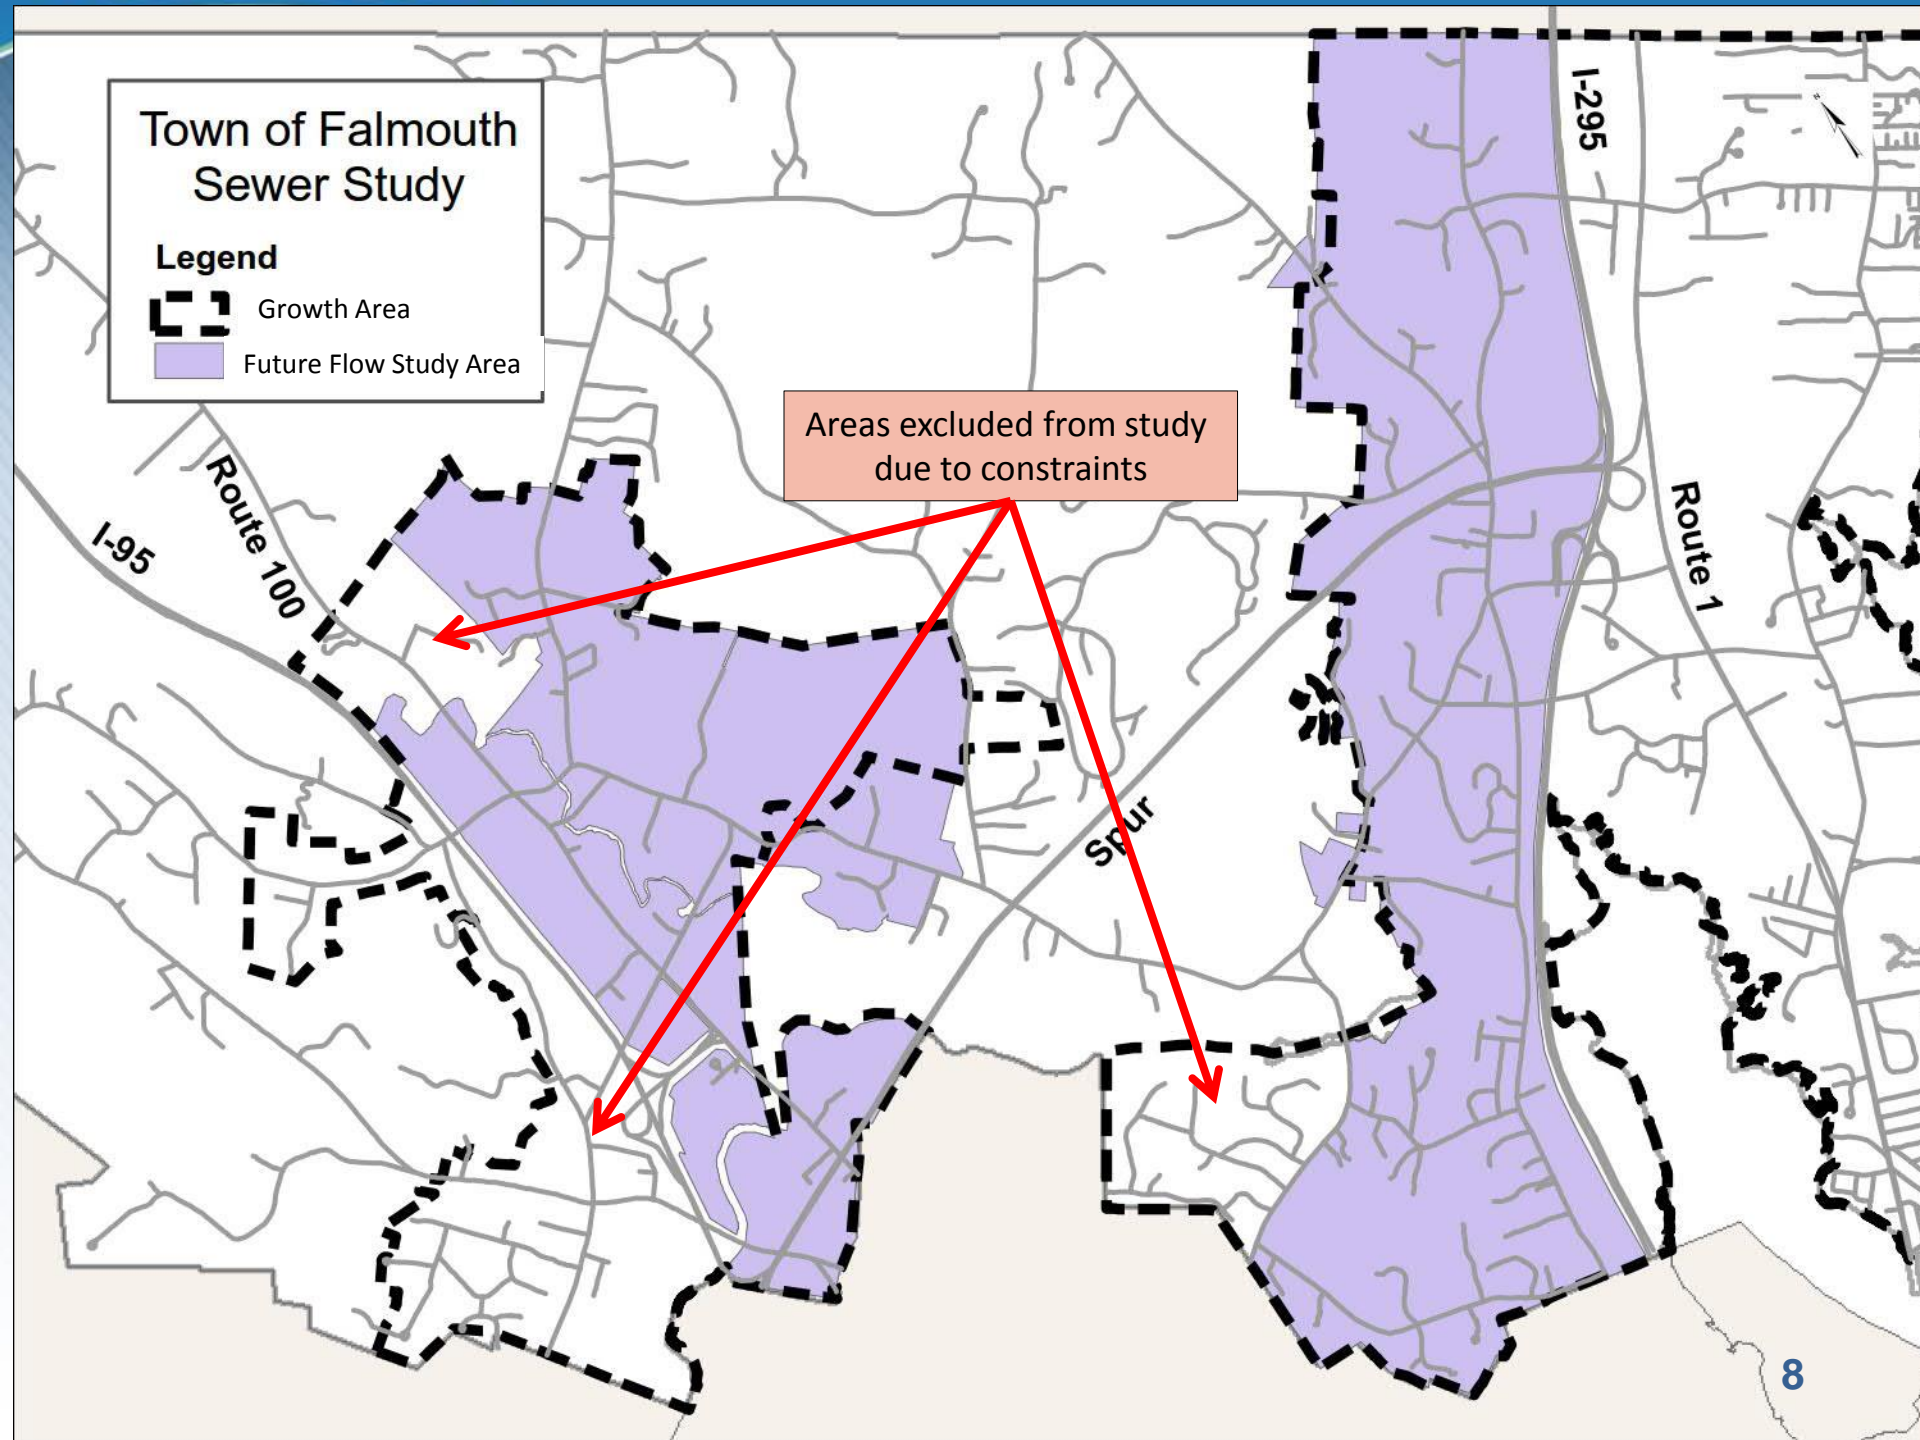 Town of Falmouth
Sewer Study
Legend
Growth Area
Future Flow Study Area
I-295
Areas excluded from study
due to constraints
Route 100
I-95
Route 1
Spur
N
8